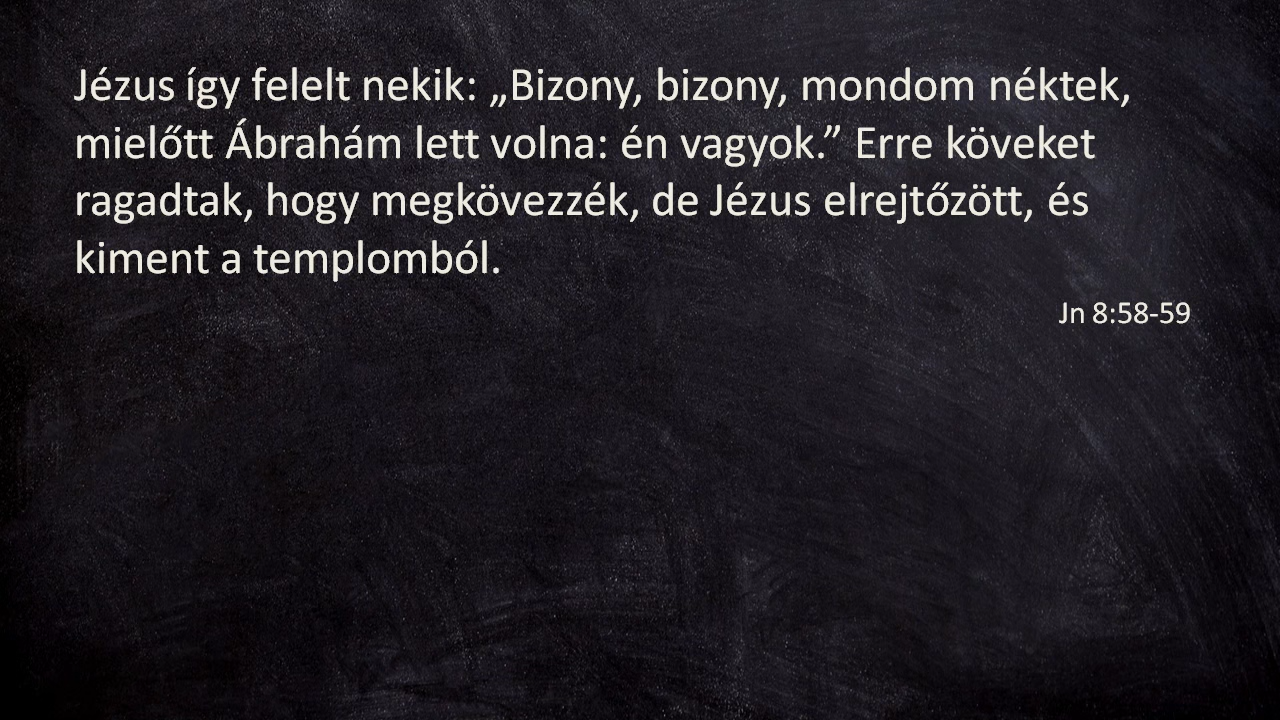 Jézus így felelt nekik: „Bizony, bizony, mondom néktek,
mielőtt Ábrahám lett volna: én vagyok.” Erre köveket
ragadtak, hogy megkövezzék, de Jézus elrejtőzött, és
kiment a templomból.
Jn 8:58-59